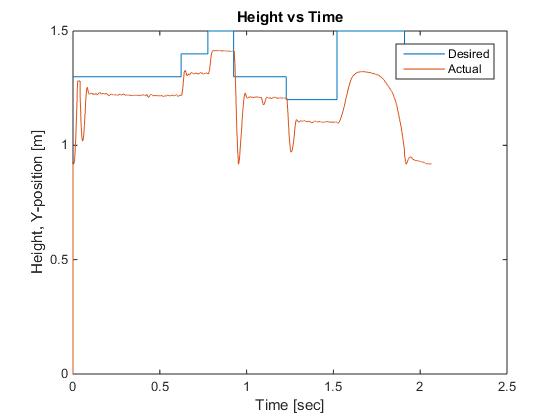 Height vs Time
Desired
Actual
Height, Y-position [m]
1.5
1
0.5
0
0
0.5
1
1.5
2
2.5
Time [sec]